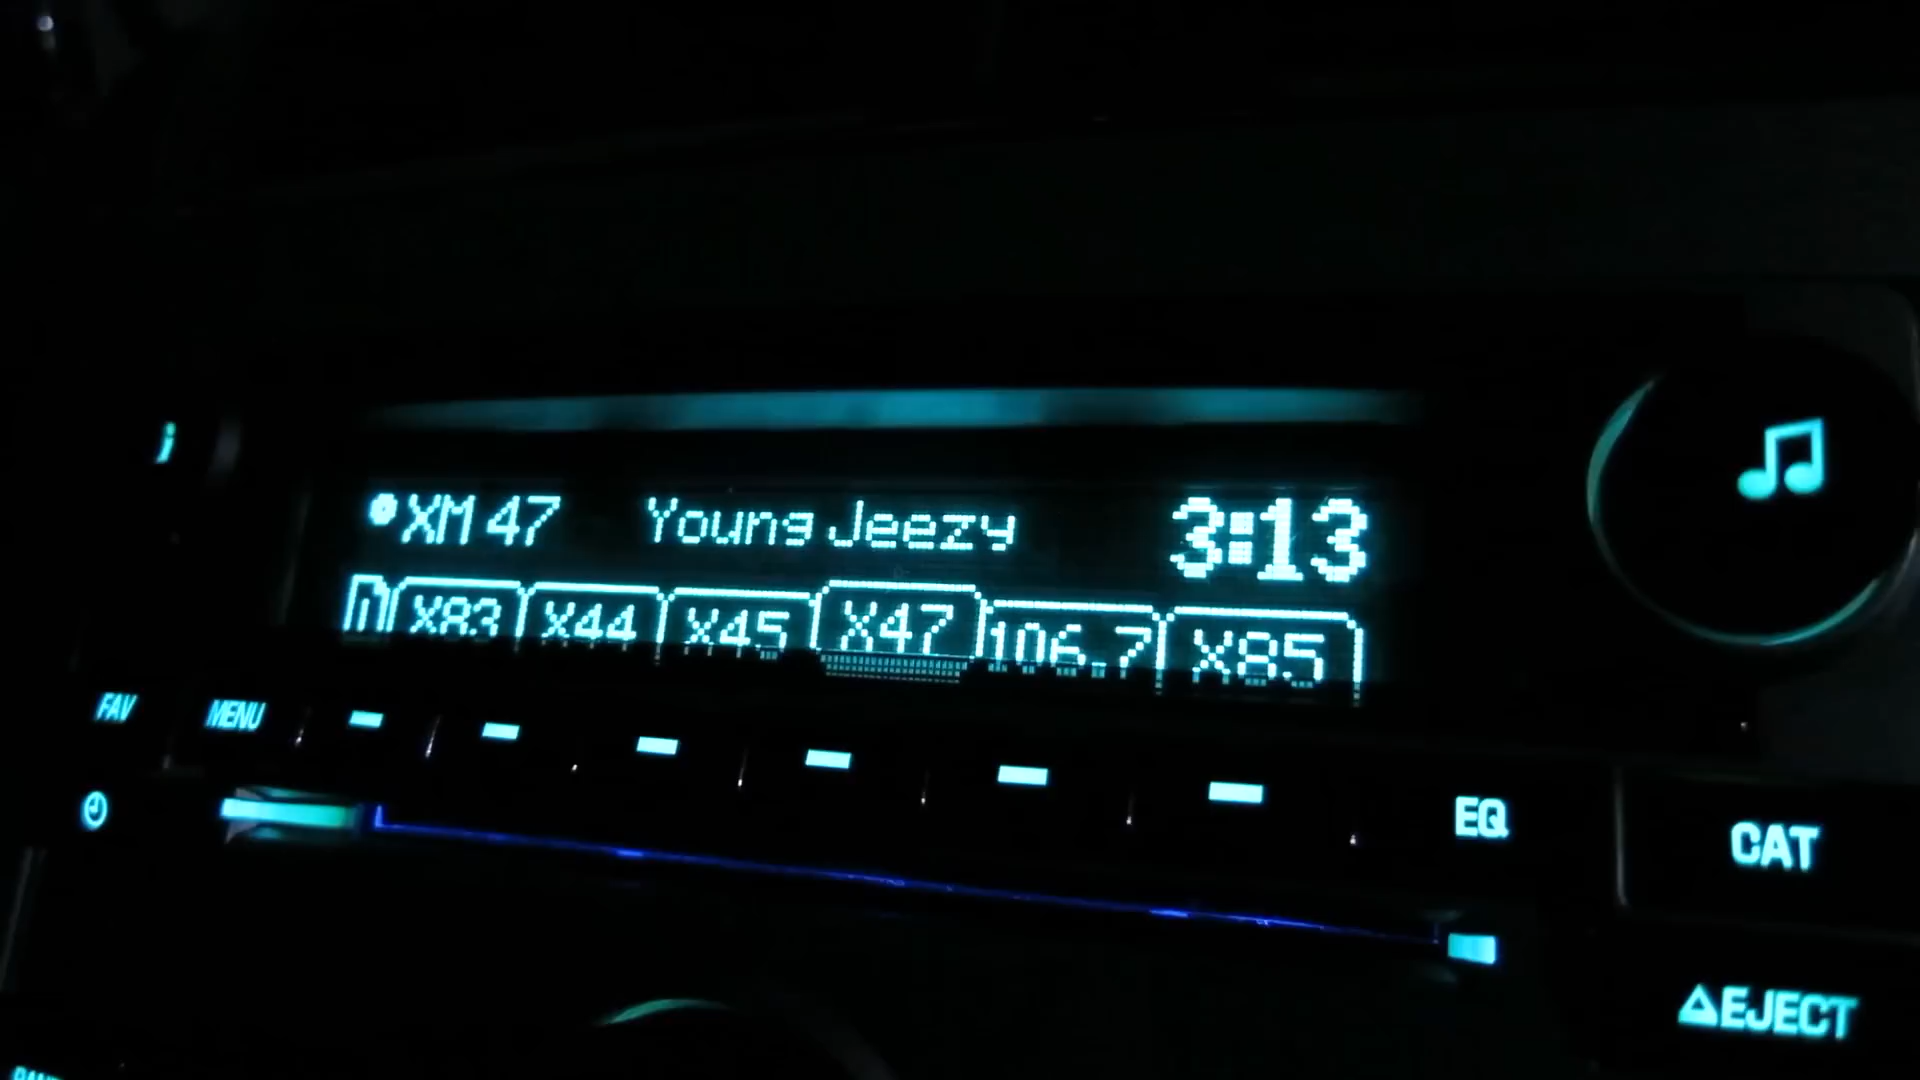 i
XM 47 Young Jeezy 3:13
X83 X44 X45 X47 106.7 X85
FAV MENU
EQ
CAT
EJECT